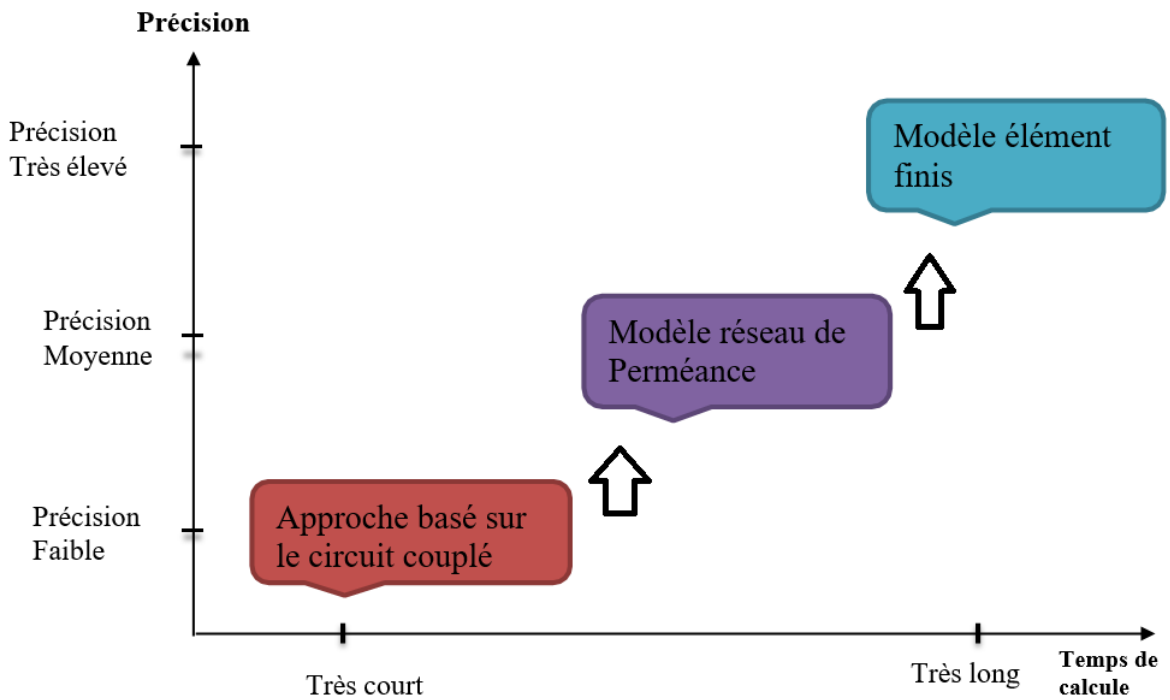 Précision
Précision
Très élevé
Modèle élément
finis
Précision
Moyenne
Modèle réseau de
Perméance
Précision
Faible
Approche basé sur
le circuit couplé
Très court
Très long
Temps de
calcule